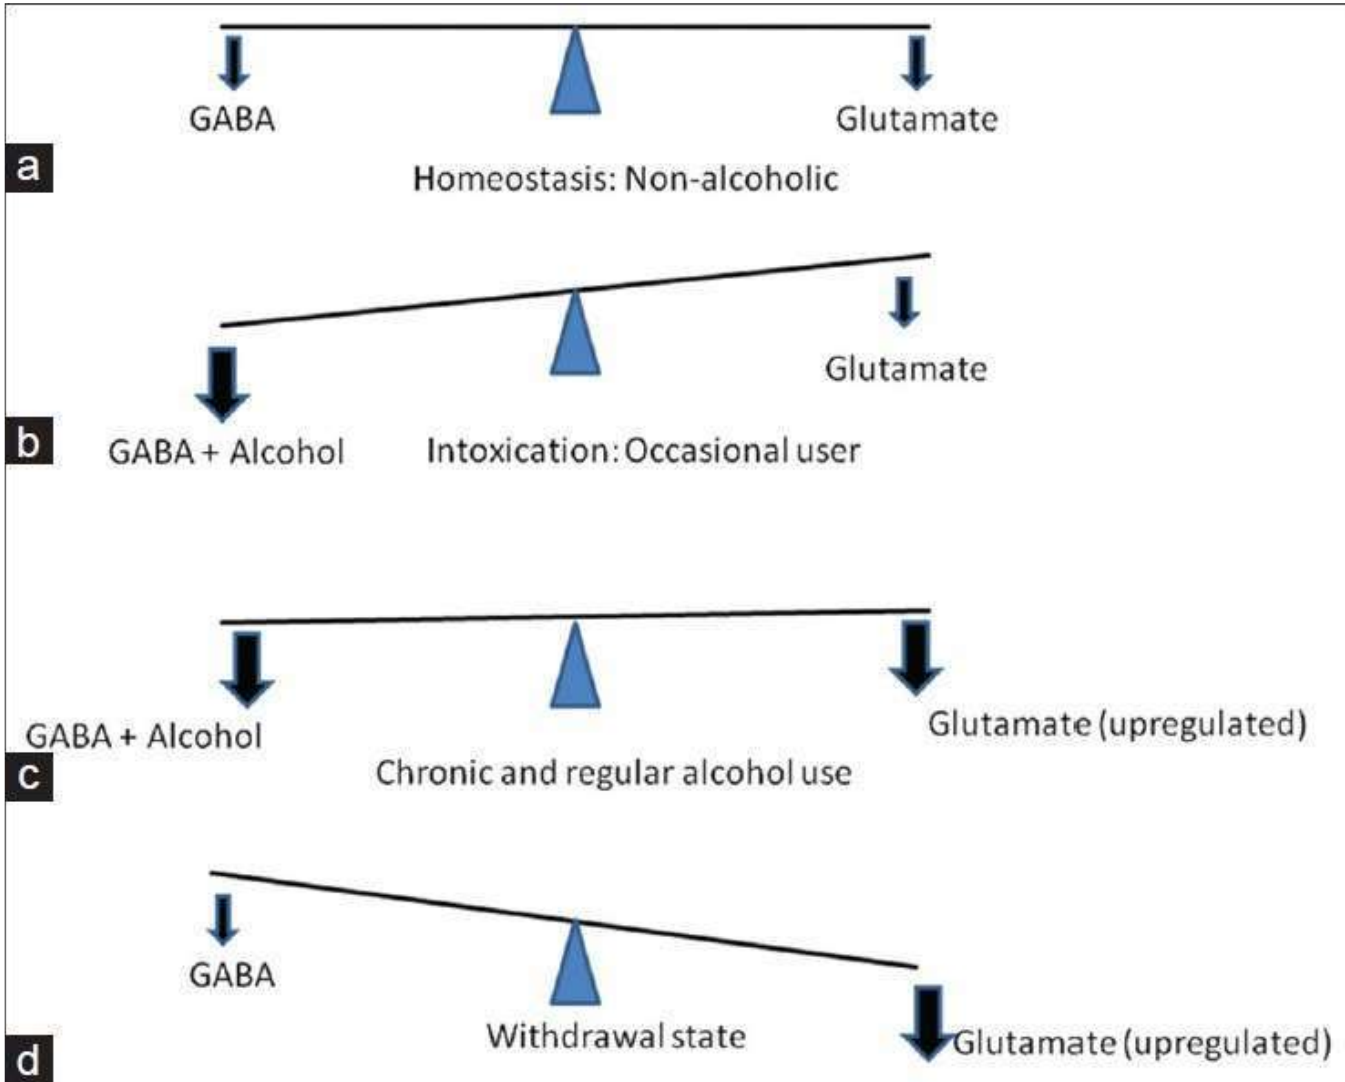 GABA
Glutamate
a
Homeostasis: Non-alcoholic
Glutamate
b
GABA + Alcohol
Intoxication: Occasional user
GABA + Alcohol
Glutamate (upregulated)
c
Chronic and regular alcohol use
GABA
Withdrawal state
Glutamate (upregulated)
d